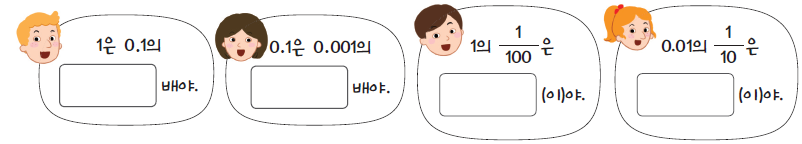 1은 0.1의
배야.
0.1은 0.001의
배야.
1의 1/100 은
(이)야.
0.01의 1/10 은
(이)야.